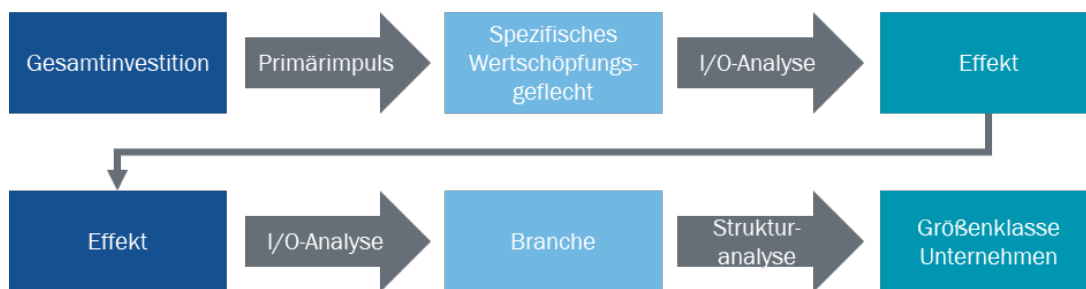 Gesamtinvestition
Primärimpuls
Spezifisches
Wertschöpfungs-
geflecht
I/O-Analyse
Effekt
Effekt
I/O-Analyse
Branche
Struktur-
analyse
Größenklasse
Unternehmen